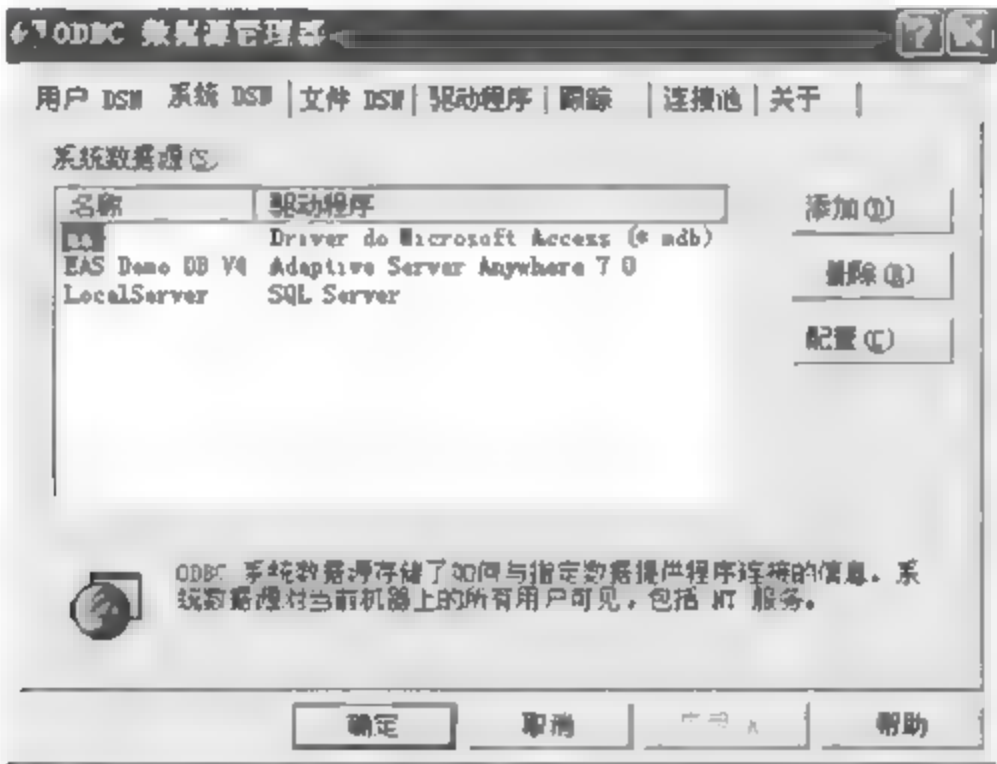 ODBC 数据源管理器
用户 DSN 系统 DSN 文件 DSN 驱动程序 跟踪 连接池 关于
系统数据源(S)
名称 驱动程序
Driver do Microsoft Access (* mdb)
EAS Demo DB V4 Adaptive Server Anywhere 7 0
LocalServer SQL Server
添加(D)
删除(R)
配置(C)
ODBC 系统数据源存储了如何与指定数据提供程序连接的信息。系
统数据源对当前机器上的所有用户可见，包括 NT 服务。
确定 取消 帮助